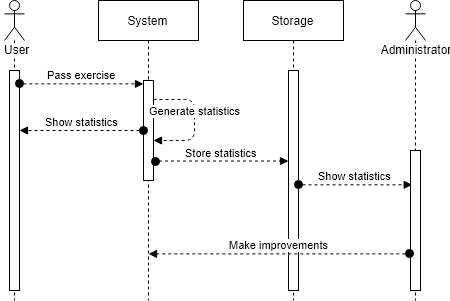 System
Storage
User
Administrator
Pass exercise
Generate statistics
Show statistics
Store statistics
Show statistics
Make improvements